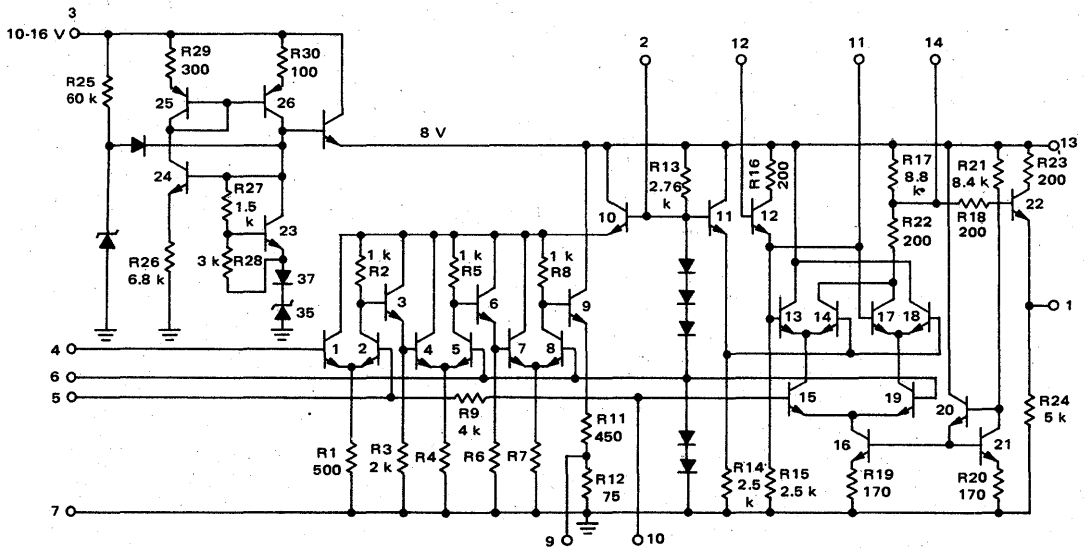 3
10-16 V
R29
300
R30
100
R25
60 k
25
26
8 V
24
R27
1.5
k
23
3 k
R28
R26
6.8 k
37
35
2
12
11
14
13
R13
2.76
k
R16
200
R17
8.8
k
R21
8.4 k
R23
200
10
11
12
R18
200
22
R22
200
1 k
R2
1 k
R5
1 k
R8
3
6
9
13
14
17
18
1
4
1
2
4
5
7
8
6
5
R9
4 k
15
19
20
R24
5 k
R11
450
16
21
R1
500
R3
2 k
R4
R6
R7
R12
75
R14
2.5
k
R15
2.5 k
R19
170
R20
170
7
9
10